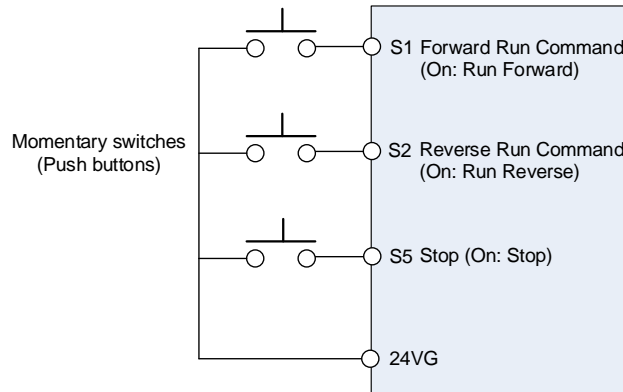 S1 Forward Run Command
(On: Run Forward)
Momentary switches
(Push buttons)
S2 Reverse Run Command
(On: Run Reverse)
S5 Stop (On: Stop)
24VG